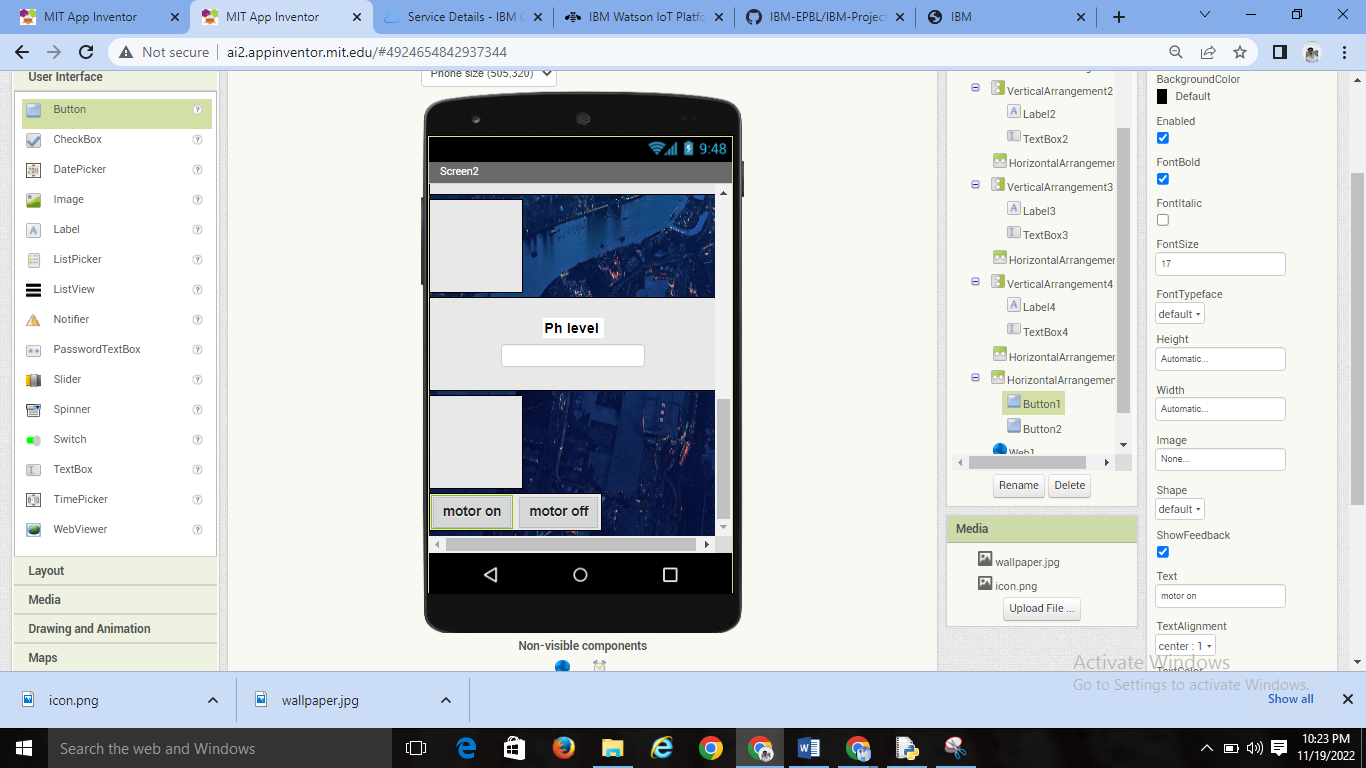 MIT App Inventor
MIT App Inventor
Service Details - IBM C
IBM Watson IoT Platfo
IBM-EPBL/IBM-Project
IBM
Not secure
ai2.appinventor.mit.edu/#4924654842937344
User Interface
Button
CheckBox
DatePicker
Image
Label
ListPicker
ListView
Notifier
PasswordTextBox
Slider
Spinner
Switch
TextBox
TimePicker
WebViewer
Layout
Media
Drawing and Animation
Maps
Phone size (505,320)
9:48
Screen2
Ph level
motor on
motor off
Non-visible components
VerticalArrangement2
Label2
TextBox2
HorizontalArrangemer
VerticalArrangement3
Label3
TextBox3
HorizontalArrangemer
VerticalArrangement4
Label4
TextBox4
HorizontalArrangemer
HorizontalArrangemer
Button1
Button2
Web1
Rename
Delete
Media
wallpaper.jpg
icon.png
Upload File ...
BackgroundColor
Default
Enabled
FontBold
FontItalic
FontSize
17
FontTypeface
default
Height
Automatic...
Width
Automatic...
Image
None...
Shape
default
ShowFeedback
Text
motor on
TextAlignment
center : 1
TextColor
Activate Windows
Go to Settings to activate Windows.
icon.png
wallpaper.jpg
Show all
Search the web and Windows
10:23 PM
11/19/2022